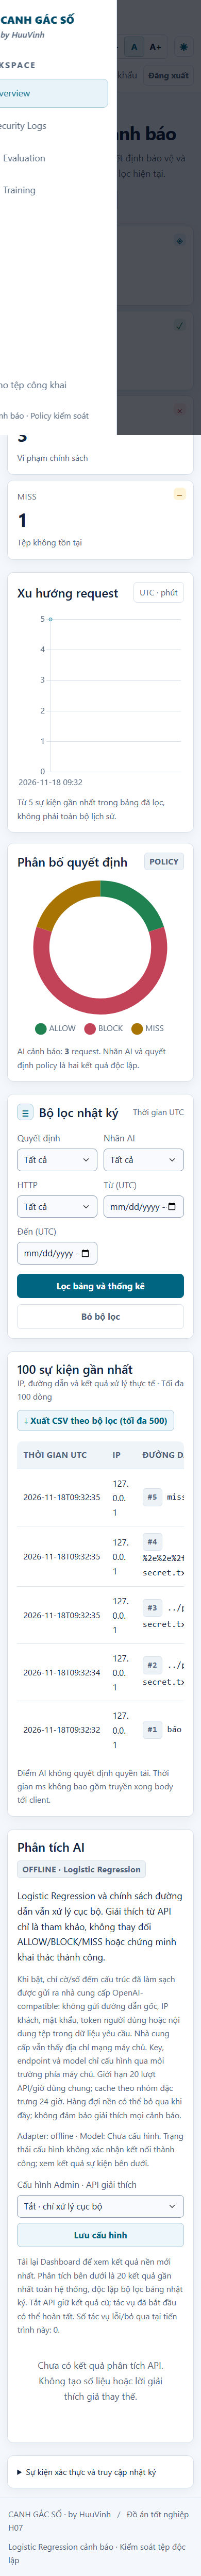 CANH GÁC SỐ
by HuuVinh
A
A+
KSPACE
verview
khẩu
Đăng xuất
curity Logs
Evaluation
Training
no tệp công khai
nh báo · Policy kiểm soát
3
Vi phạm chính sách
MISS
1
Tệp không tồn tại
Xu hướng request
UTC · phút
5
4
3
2
1
0
2026-11-18 09:32
Từ 5 sự kiện gần nhất trong bảng đã lọc,
không phải toàn bộ lịch sử.
Phân bố quyết định
POLICY
ALLOW BLOCK MISS
AI cảnh báo: 3 request. Nhãn AI và quyết
định policy là hai kết quả độc lập.
Bộ lọc nhật ký
Thời gian UTC
Quyết định
Nhãn AI
Tất cả
Tất cả
HTTP
Từ (UTC)
Tất cả
mm/dd/yyyy -
Đến (UTC)
mm/dd/yyyy -
Lọc bảng và thống kê
Bỏ bộ lọc
100 sự kiện gần nhất
IP, đường dẫn và kết quả xử lý thực tế · Tối đa
100 dòng
↓ Xuất CSV theo bộ lọc (tối đa 500)
THỜI GIAN UTC IP ĐƯỜNG D
2026-11-18T09:32:35 127.0.0.1 #5 miss
2026-11-18T09:32:35 127.0.0.1 #4 %2e%2e%2f secret.tx
2026-11-18T09:32:35 127.0.0.1 #3 ../p secret.tx
2026-11-18T09:32:34 127.0.0.1 #2 ../p secret.tx
2026-11-18T09:32:32 127.0.0.1 #1 báo
Điểm AI không quyết định quyền tải. Thời
gian ms không bao gồm truyền xong body
tới client.
Phân tích AI
OFFLINE · Logistic Regression
Logistic Regression và chính sách đường
dẫn vẫn xử lý cục bộ. Giải thích từ API
chỉ là tham khảo, không thay đổi
ALLOW/BLOCK/MISS hoặc chứng minh
khai thác thành công.
Khi bật, chỉ cờ/số đếm cấu trúc đã làm sạch
được gửi ra nhà cung cấp OpenAI-
compatible: không gửi đường dẫn gốc, IP
khách, mật khẩu, token người dùng hoặc nội
dung tệp trong dữ liệu yêu cầu. Nhà cung
cấp vẫn thấy địa chỉ mạng máy chủ. Key,
endpoint và model chỉ cấu hình qua môi
trường phía máy chủ. Giới hạn 20 lượt
API/giờ dùng chung; cache theo nhóm đặc
trưng 24 giờ. Hàng đợi nền có thể bỏ qua khi
đầy; không đảm bảo giải thích mọi cảnh báo.
Adapter: offline · Model: Chưa cấu hình. Trạng
thái cấu hình không xác nhận kết nối thành
công; xem kết quả sự kiện bên dưới.
Cấu hình Admin · API giải thích
Tắt · chỉ xử lý cục bộ
Lưu cấu hình
Tải lại Dashboard để xem kết quả nền mới
nhất. Phân tích bên dưới là 20 kết quả gần
nhất toàn hệ thống, độc lập bộ lọc bảng nhật
ký. Tắt API giữ kết quả cũ; tác vụ đã bắt đầu
có thể hoàn tất. Số tác vụ lỗi/bỏ qua tại tiến
trình này: 0.
Chưa có kết quả phân tích API.
Không tạo số liệu hoặc lời giải
thích giả thay thế.
▶ Sự kiện xác thực và truy cập nhật ký
CANH GÁC SỐ · by HuuVinh / Đồ án tốt nghiệp
H07
Logistic Regression cảnh báo · Kiểm soát tệp độc
lập